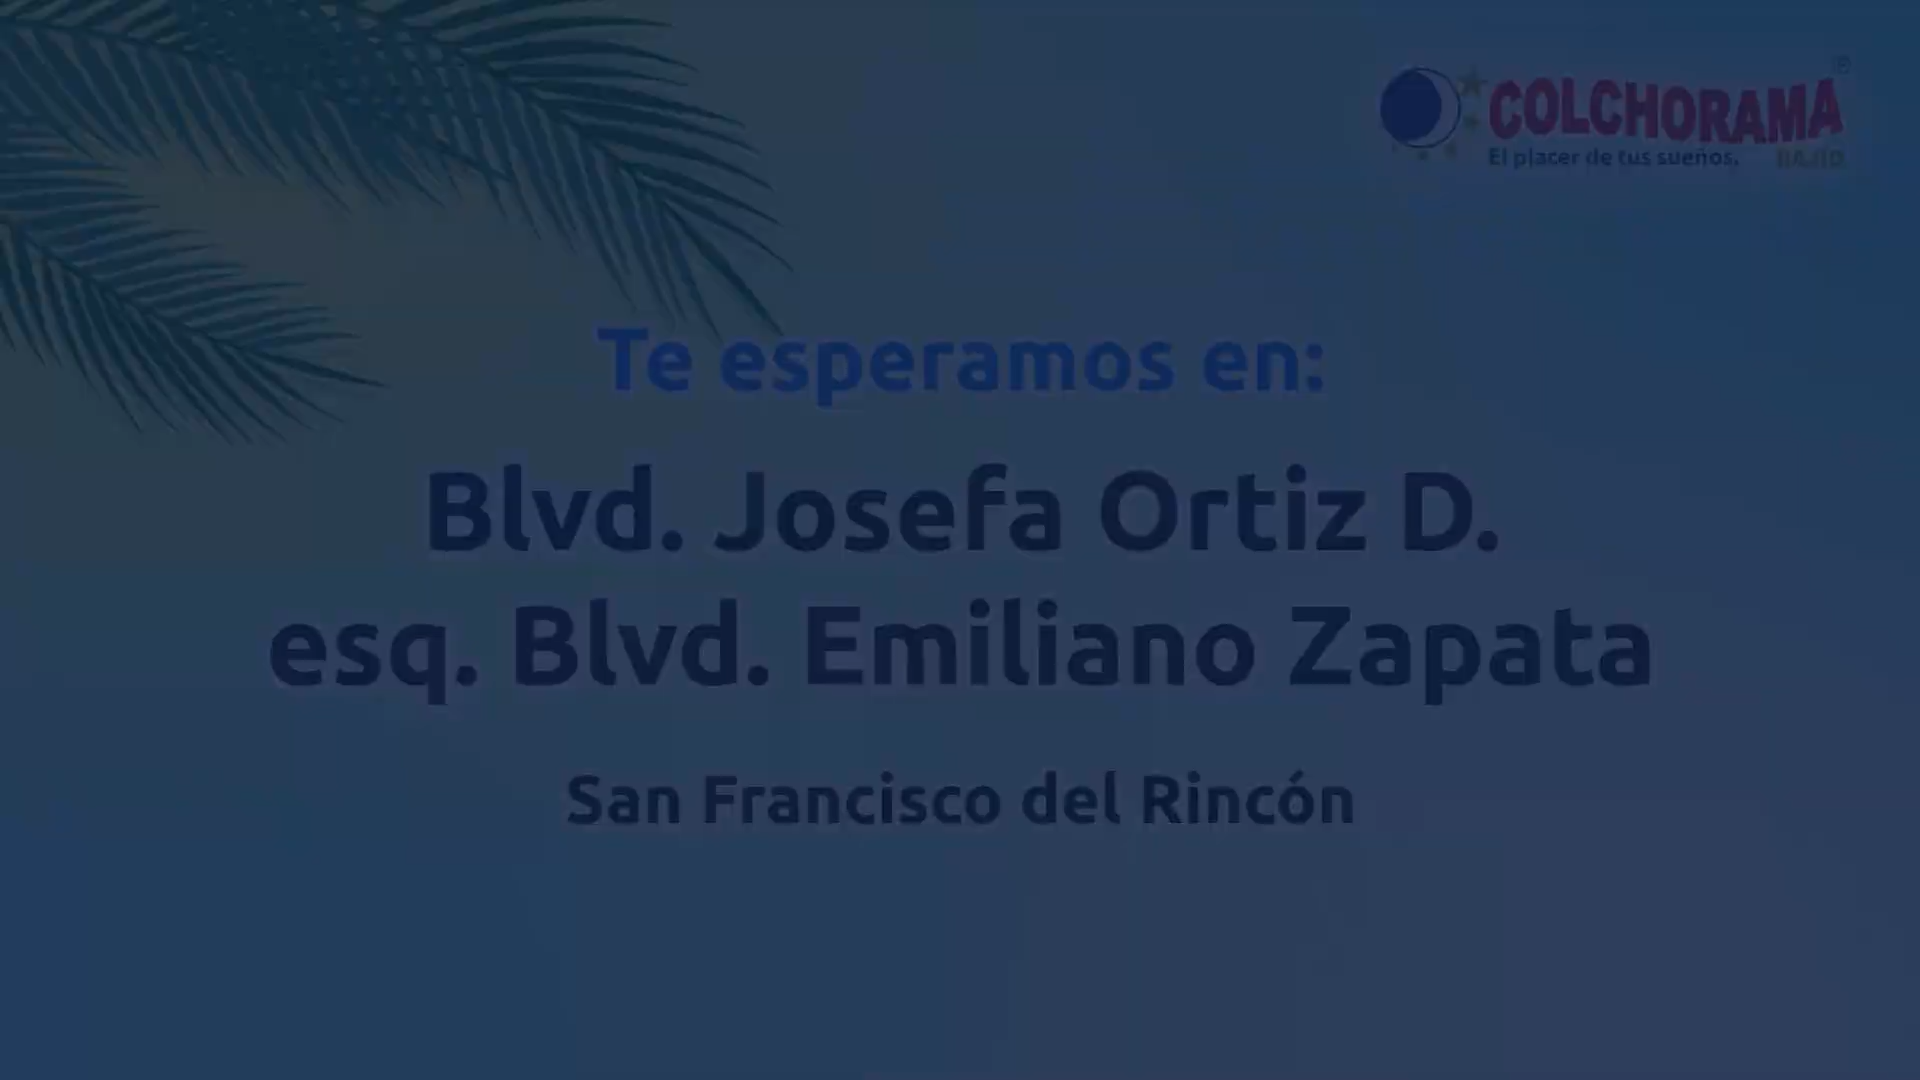 COLCHORAMA
El placer de tus sueños.
BAJÍO
Te esperamos en:
Blvd. Josefa Ortiz D.
esq. Blvd. Emiliano Zapata
San Francisco del Rincón